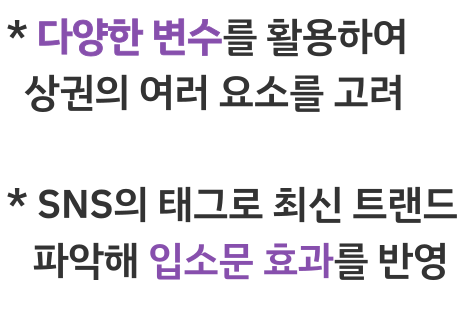 * 다양한 변수를 활용하여
상권의 여러 요소를 고려
* SNS의 태그로 최신 트랜드
파악해 입소문 효과를 반영